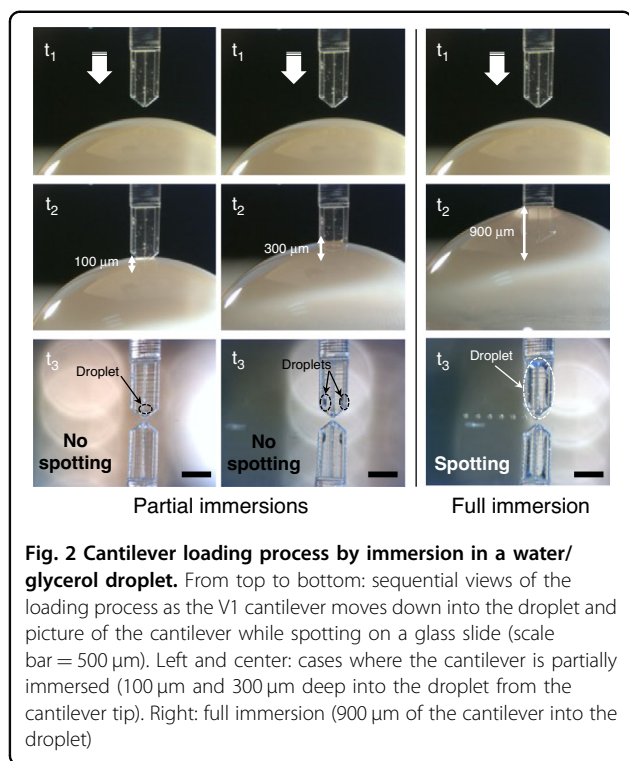 t1
t1
t1
t2
100 µm
t2
300 µm
t2
900 µm
t3
Droplet
No
spotting
t3
Droplets
No
spotting
t3
Droplet
Spotting
Partial immersions
Full immersion
Fig. 2 Cantilever loading process by immersion in a water/
glycerol droplet. From top to bottom: sequential views of the
loading process as the V1 cantilever moves down into the droplet and
picture of the cantilever while spotting on a glass slide (scale
bar = 500 µm). Left and center: cases where the cantilever is partially
immersed (100 µm and 300 µm deep into the droplet from the
cantilever tip). Right: full immersion (900 µm of the cantilever into the
droplet)